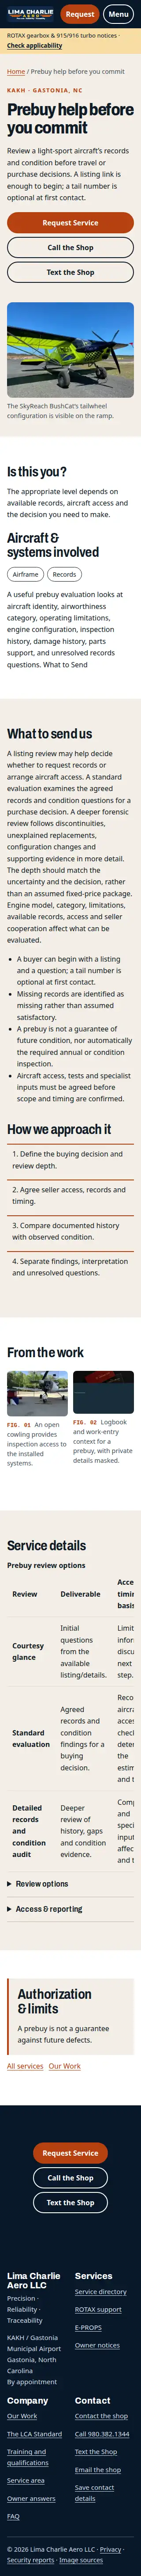 LIMA CHARLIE
AERO
Request
Menu
ROTAX gearbox & 915/916 turbo notices ·
Check applicability
Home / Prebuy help before you commit
KAKH · GASTONIA, NC
Prebuy help before
you commit
Review a light-sport aircraft's records
and condition before travel or
purchase decisions. A listing link is
enough to begin; a tail number is
optional at first contact.
Request Service
Call the Shop
Text the Shop
The SkyReach BushCat's tailwheel
configuration is visible on the ramp.
Is this you?
The appropriate level depends on
available records, aircraft access and
the decision you need to make.
Aircraft &
systems involved
Airframe
Records
A useful prebuy evaluation looks at
aircraft identity, airworthiness
category, operating limitations,
engine configuration, inspection
history, damage history, parts
support, and unresolved records
questions. What to Send
What to send us
A listing review may help decide
whether to request records or
arrange aircraft access. A standard
evaluation examines the agreed
records and condition questions for a
purchase decision. A deeper forensic
review follows discontinuities,
unexplained replacements,
configuration changes and
supporting evidence in more detail.
The depth should match the
uncertainty and the decision, rather
than an assumed fixed-price package.
Engine model, category, limitations,
available records, access and seller
cooperation affect what can be
evaluated.
• A buyer can begin with a listing
and a question; a tail number is
optional at first contact.
• Missing records are identified as
missing rather than assumed
satisfactory.
• A prebuy is not a guarantee of
future condition, nor automatically
the required annual or condition
inspection.
• Aircraft access, tests and specialist
inputs must be agreed before
scope and timing are confirmed.
How we approach it
1. Define the buying decision and
review depth.
2. Agree seller access, records and
timing.
3. Compare documented history
with observed condition.
4. Separate findings, interpretation
and unresolved questions.
From the work
FIG. 01 An open
cowling provides
inspection access to
the installed
systems.
FIG. 02 Logbook
and work-entry
context for a
prebuy, with private
details masked.
Service details
Prebuy review options
Review
Deliverable
Acce
timin
basis
Courtesy
glance
Initial
questions
from the
available
listing/details.
Limit
infor
discu
next
step.
Standard
evaluation
Agreed
records and
condition
findings for a
buying
decision.
Reco
aircra
acces
check
deter
the
estim
and t
Detailed
records
and
condition
audit
Deeper
review of
history, gaps
and condition
evidence.
Comp
and
speci
input
affec
and t
Review options
Access & reporting
Authorization
& limits
A prebuy is not a guarantee
against future defects.
All services
Our Work
Request Service
Call the Shop
Text the Shop
Lima Charlie
Aero LLC
Precision ·
Reliability ·
Traceability
KAKH / Gastonia
Municipal Airport
Gastonia, North
Carolina
By appointment
Services
Service directory
ROTAX support
E-PROPS
Owner notices
Company
Our Work
The LCA Standard
Training and
qualifications
Service area
Owner answers
FAQ
Contact
Contact the shop
Call 980.382.1344
Text the Shop
Email the shop
Save contact
details
© 2026 Lima Charlie Aero LLC · Privacy ·
Security reports · Image sources